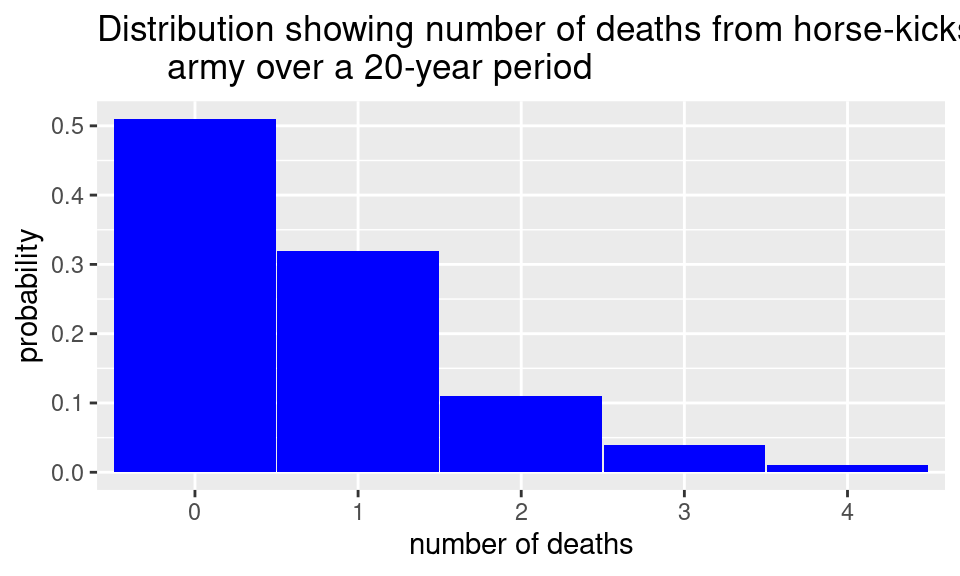 Distribution showing number of deaths from horse-kicks
army over a 20-year period
0.5
0.4
0.3
0.2
0.1
0.0
probability
0 1 2 3 4
number of deaths